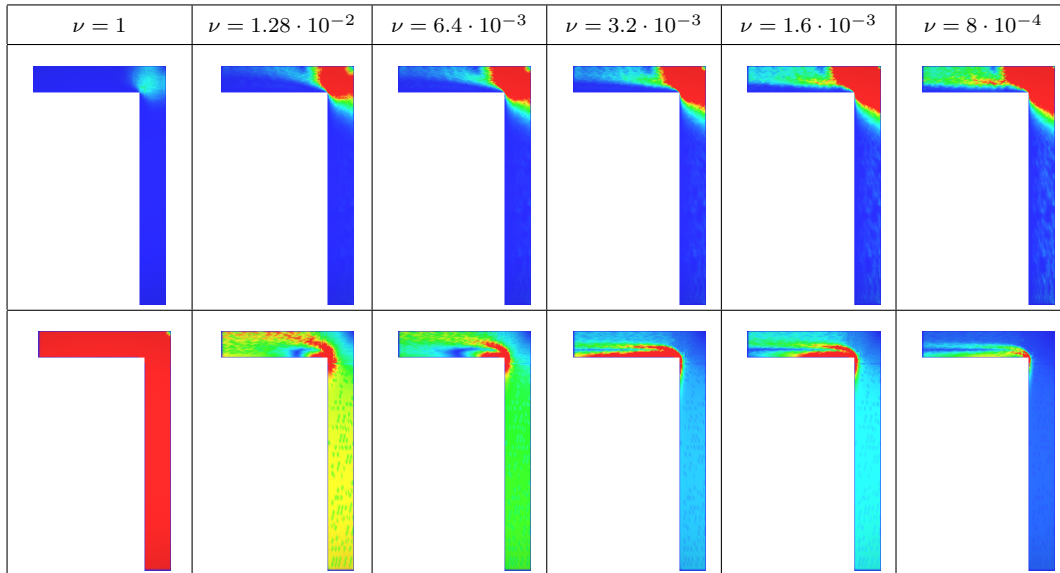 ν = 1
ν = 1.28 · 10⁻²
ν = 6.4 · 10⁻³
ν = 3.2 · 10⁻³
ν = 1.6 · 10⁻³
ν = 8 · 10⁻⁴